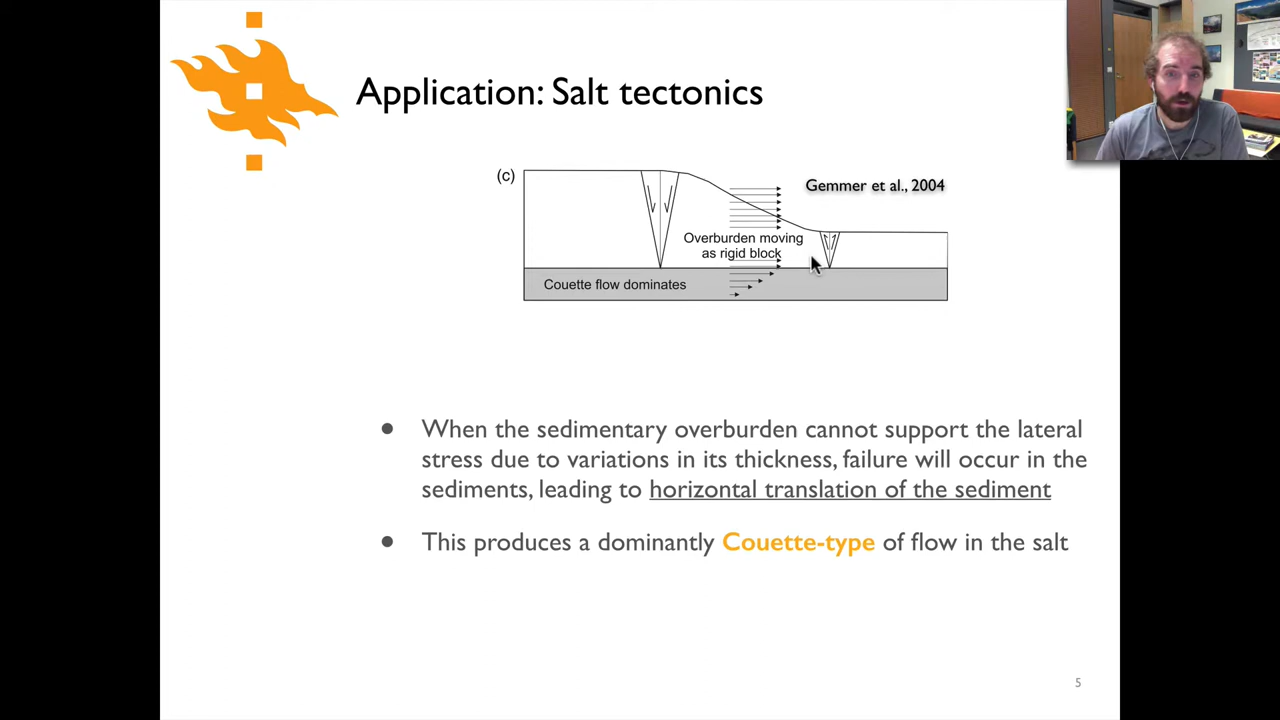 Application: Salt tectonics
(c)
Gemmer et al., 2004
Overburden moving
as rigid block
Couette flow dominates
● When the sedimentary overburden cannot support the lateral
stress due to variations in its thickness, failure will occur in the
sediments, leading to horizontal translation of the sediment
● This produces a dominantly Couette-type of flow in the salt
5